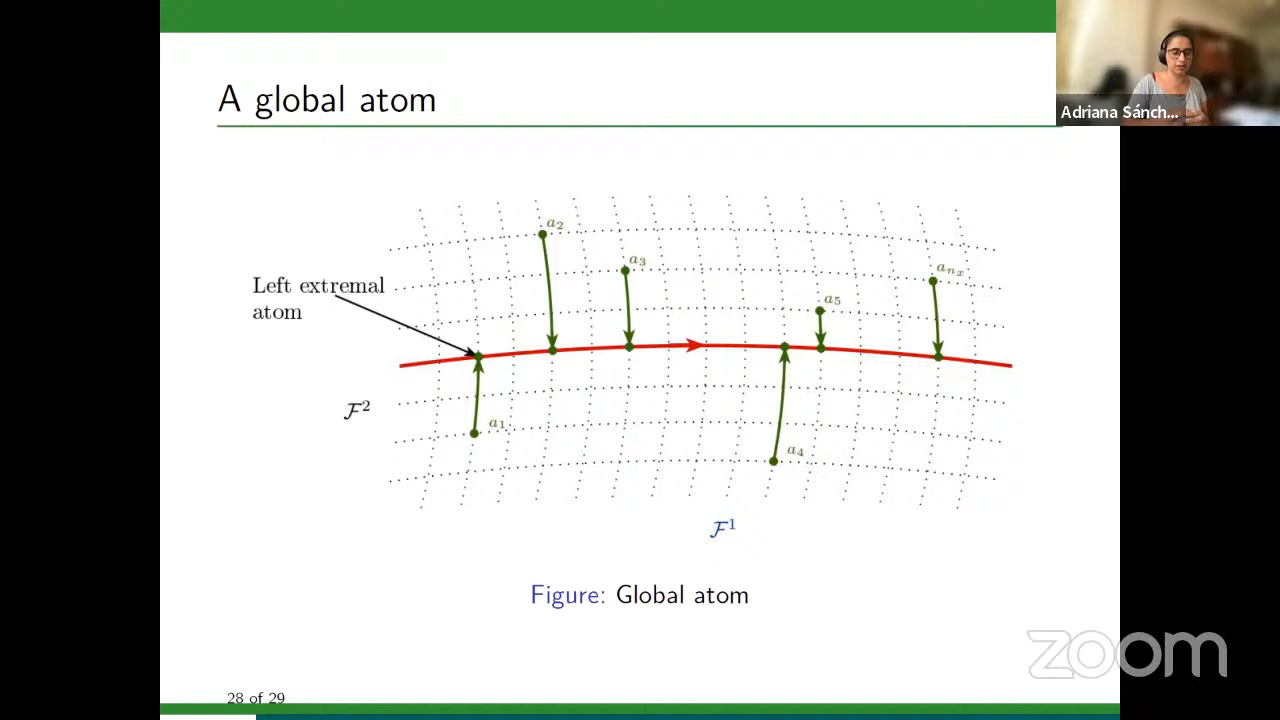 A global atom
Adriana Sánch...
a₂
a₃
aₙₓ
Left extremal
atom
a₅
ℱ²
a₁
a₄
ℱ¹
Figure: Global atom
zoom
28 of 29